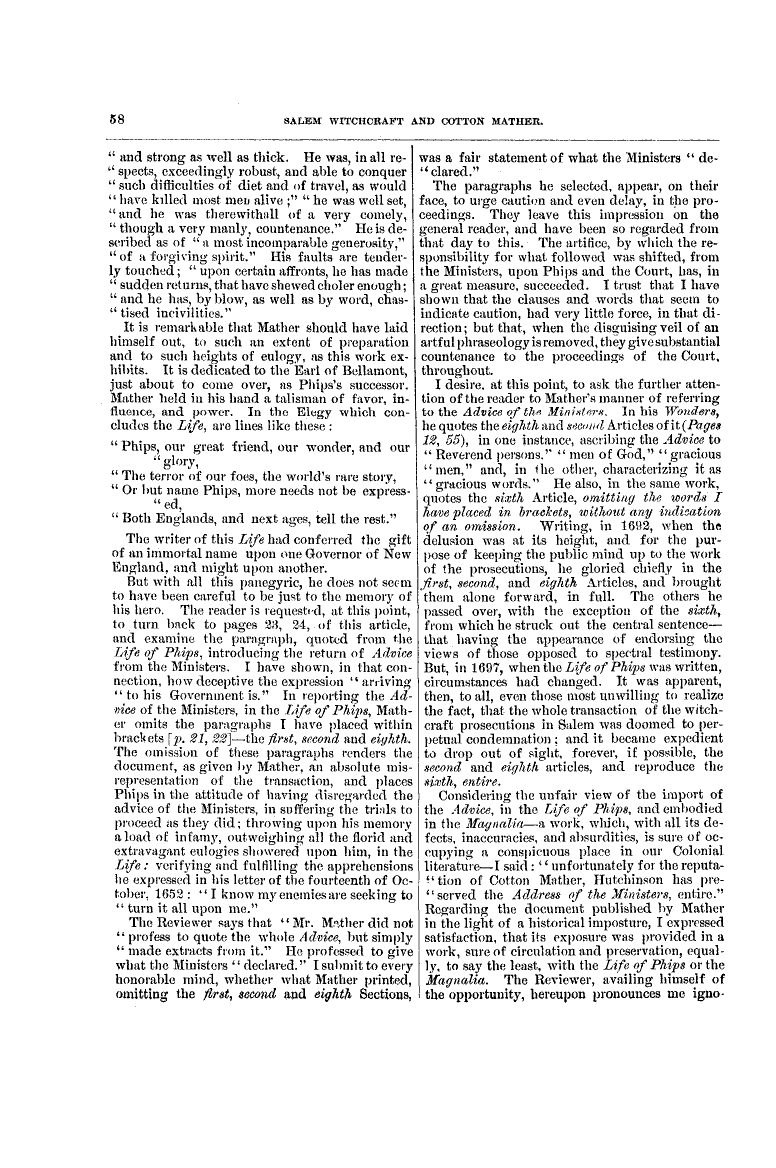 58
SALEM WITCHCRAFT AND COTTON MATHER.
“ and strong as well as thick. He was, in all re-
“ spects, exceedingly robust, and able to conquer
“ such difficulties of diet and of travel, as would
“ have killed most men alive ;” “ he was well set,
“ and he was therewithall of a very comely,
“ though a very manly, countenance.” He is de-
scribed as of “ a most incomparable generosity,”
“ of a forgiving spirit.” His faults are tender-
ly touched ; “ upon certain affronts, he has made
“ sudden returns, that have shewed choler enough ;
“ and he has, by blow, as well as by word, chas-
“ tised incivilities.”
It is remarkable that Mather should have laid
himself out, to such an extent of preparation
and to such heights of eulogy, as this work ex-
hibits. It is dedicated to the Earl of Bellamont,
just about to come over, as Phips's successor.
Mather held in his hand a talisman of favor, in-
fluence, and power. In the Elegy which con-
cludes the Life, are lines like these :
“ Phips, our great friend, our wonder, and our
“ glory,
“ The terror of our foes, the world's rare story,
“ Or but name Phips, more needs not be express-
“ ed,
“ Both Englands, and next ages, tell the rest.”
The writer of this Life had conferred the gift
of an immortal name upon one Governor of New
England, and might upon another.
But with all this panegyric, he does not seem
to have been careful to be just to the memory of
his hero. The reader is requested, at this point,
to turn back to pages 23, 24, of this article,
and examine the paragraph, quoted from the
Life of Phips, introducing the return of Advice
from the Ministers. I have shown, in that con-
nection, how deceptive the expression “ arriving
“ to his Government is.” In reporting the Ad-
vice of the Ministers, in the Life of Phips, Math-
er omits the paragraphs I have placed within
brackets [p. 21, 22]—the first, second and eighth.
The omission of these paragraphs renders the
document, as given by Mather, an absolute mis-
representation of the transaction, and places
Phips in the attitude of having disregarded the
advice of the Ministers, in suffering the trials to
proceed as they did ; throwing upon his memory
a load of infamy, outweighing all the florid and
extravagant eulogies showered upon him, in the
Life : verifying and fulfilling the apprehensions
he expressed in his letter of the fourteenth of Oc-
tober, 1652 : “ I know my enemies are seeking to
“ turn it all upon me.”
The Reviewer says that “ Mr. Mather did not
“ profess to quote the whole Advice, but simply
“ made extracts from it.” He professed to give
what the Ministers “ declared.” I submit to every
honorable mind, whether what Mather printed,
omitting the first, second and eighth Sections,
was a fair statement of what the Ministers “ de-
“ clared.”
The paragraphs he selected, appear, on their
face, to urge caution and even delay, in the pro-
ceedings. They leave this impression on the
general reader, and have been so regarded from
that day to this. The artifice, by which the re-
sponsibility for what followed was shifted, from
the Ministers, upon Phips and the Court, has, in
a great measure, succeeded. I trust that I have
shown that the clauses and words that seem to
indicate caution, had very little force, in that di-
rection ; but that, when the disguising veil of an
artful phraseology is removed, they give substantial
countenance to the proceedings of the Court,
throughout.
I desire, at this point, to ask the further atten-
tion of the reader to Mather's manner of referring
to the Advice of the Ministers. In his Wonders,
he quotes the eighth and second Articles of it (Pages
12, 55), in one instance, ascribing the Advice to
“ Reverend persons,” “ men of God,” “ gracious
“ men,” and, in the other, characterizing it as
“ gracious words.” He also, in the same work,
quotes the sixth Article, omitting the words I
have placed in brackets, without any indication
of an omission. Writing, in 1692, when the
delusion was at its height, and for the pur-
pose of keeping the public mind up to the work
of the prosecutions, he gloried chiefly in the
first, second, and eighth Articles, and brought
them alone forward, in full. The others he
passed over, with the exception of the sixth,
from which he struck out the central sentence—
that having the appearance of endorsing the
views of those opposed to spectral testimony.
But, in 1697, when the Life of Phips was written,
circumstances had changed. It was apparent,
then, to all, even those most unwilling to realize
the fact, that the whole transaction of the witch-
craft prosecutions in Salem was doomed to per-
petual condemnation ; and it became expedient
to drop out of sight, forever, if possible, the
second and eighth articles, and reproduce the
sixth, entire.
Considering the unfair view of the import of
the Advice, in the Life of Phips, and embodied
in the Magnalia—a work, which, with all its de-
fects, inaccuracies, and absurdities, is sure of oc-
cupying a conspicuous place in our Colonial
literature—I said : “ unfortunately for the reputa-
“ tion of Cotton Mather, Hutchinson has pre-
“ served the Address of the Ministers, entire.”
Regarding the document published by Mather
in the light of a historical imposture, I expressed
satisfaction, that its exposure was provided in a
work, sure of circulation and preservation, equal-
ly, to say the least, with the Life of Phips or the
Magnalia. The Reviewer, availing himself of
the opportunity, hereupon pronounces me igno-